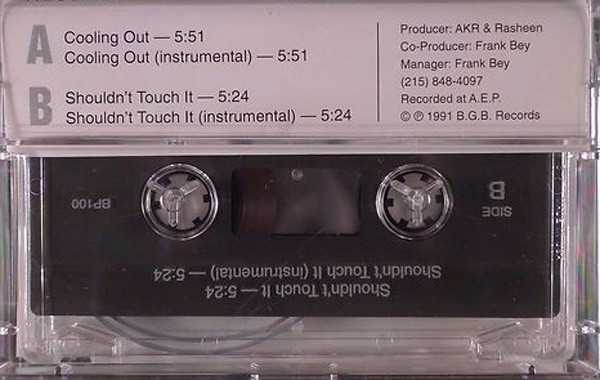 A
Cooling Out — 5:51
Cooling Out (instrumental) — 5:51
B
Shouldn't Touch It — 5:24
Shouldn't Touch It (instrumental) — 5:24
Producer: AKR & Rasheen
Co-Producer: Frank Bey
Manager: Frank Bey
(215) 848-4097
Recorded at A.E.P.
© ℗ 1991 B.G.B. Records
SIDE
B
BP100
Shouldn't Touch It — 5:24
Shouldn't Touch It (instrumental) — 5:24